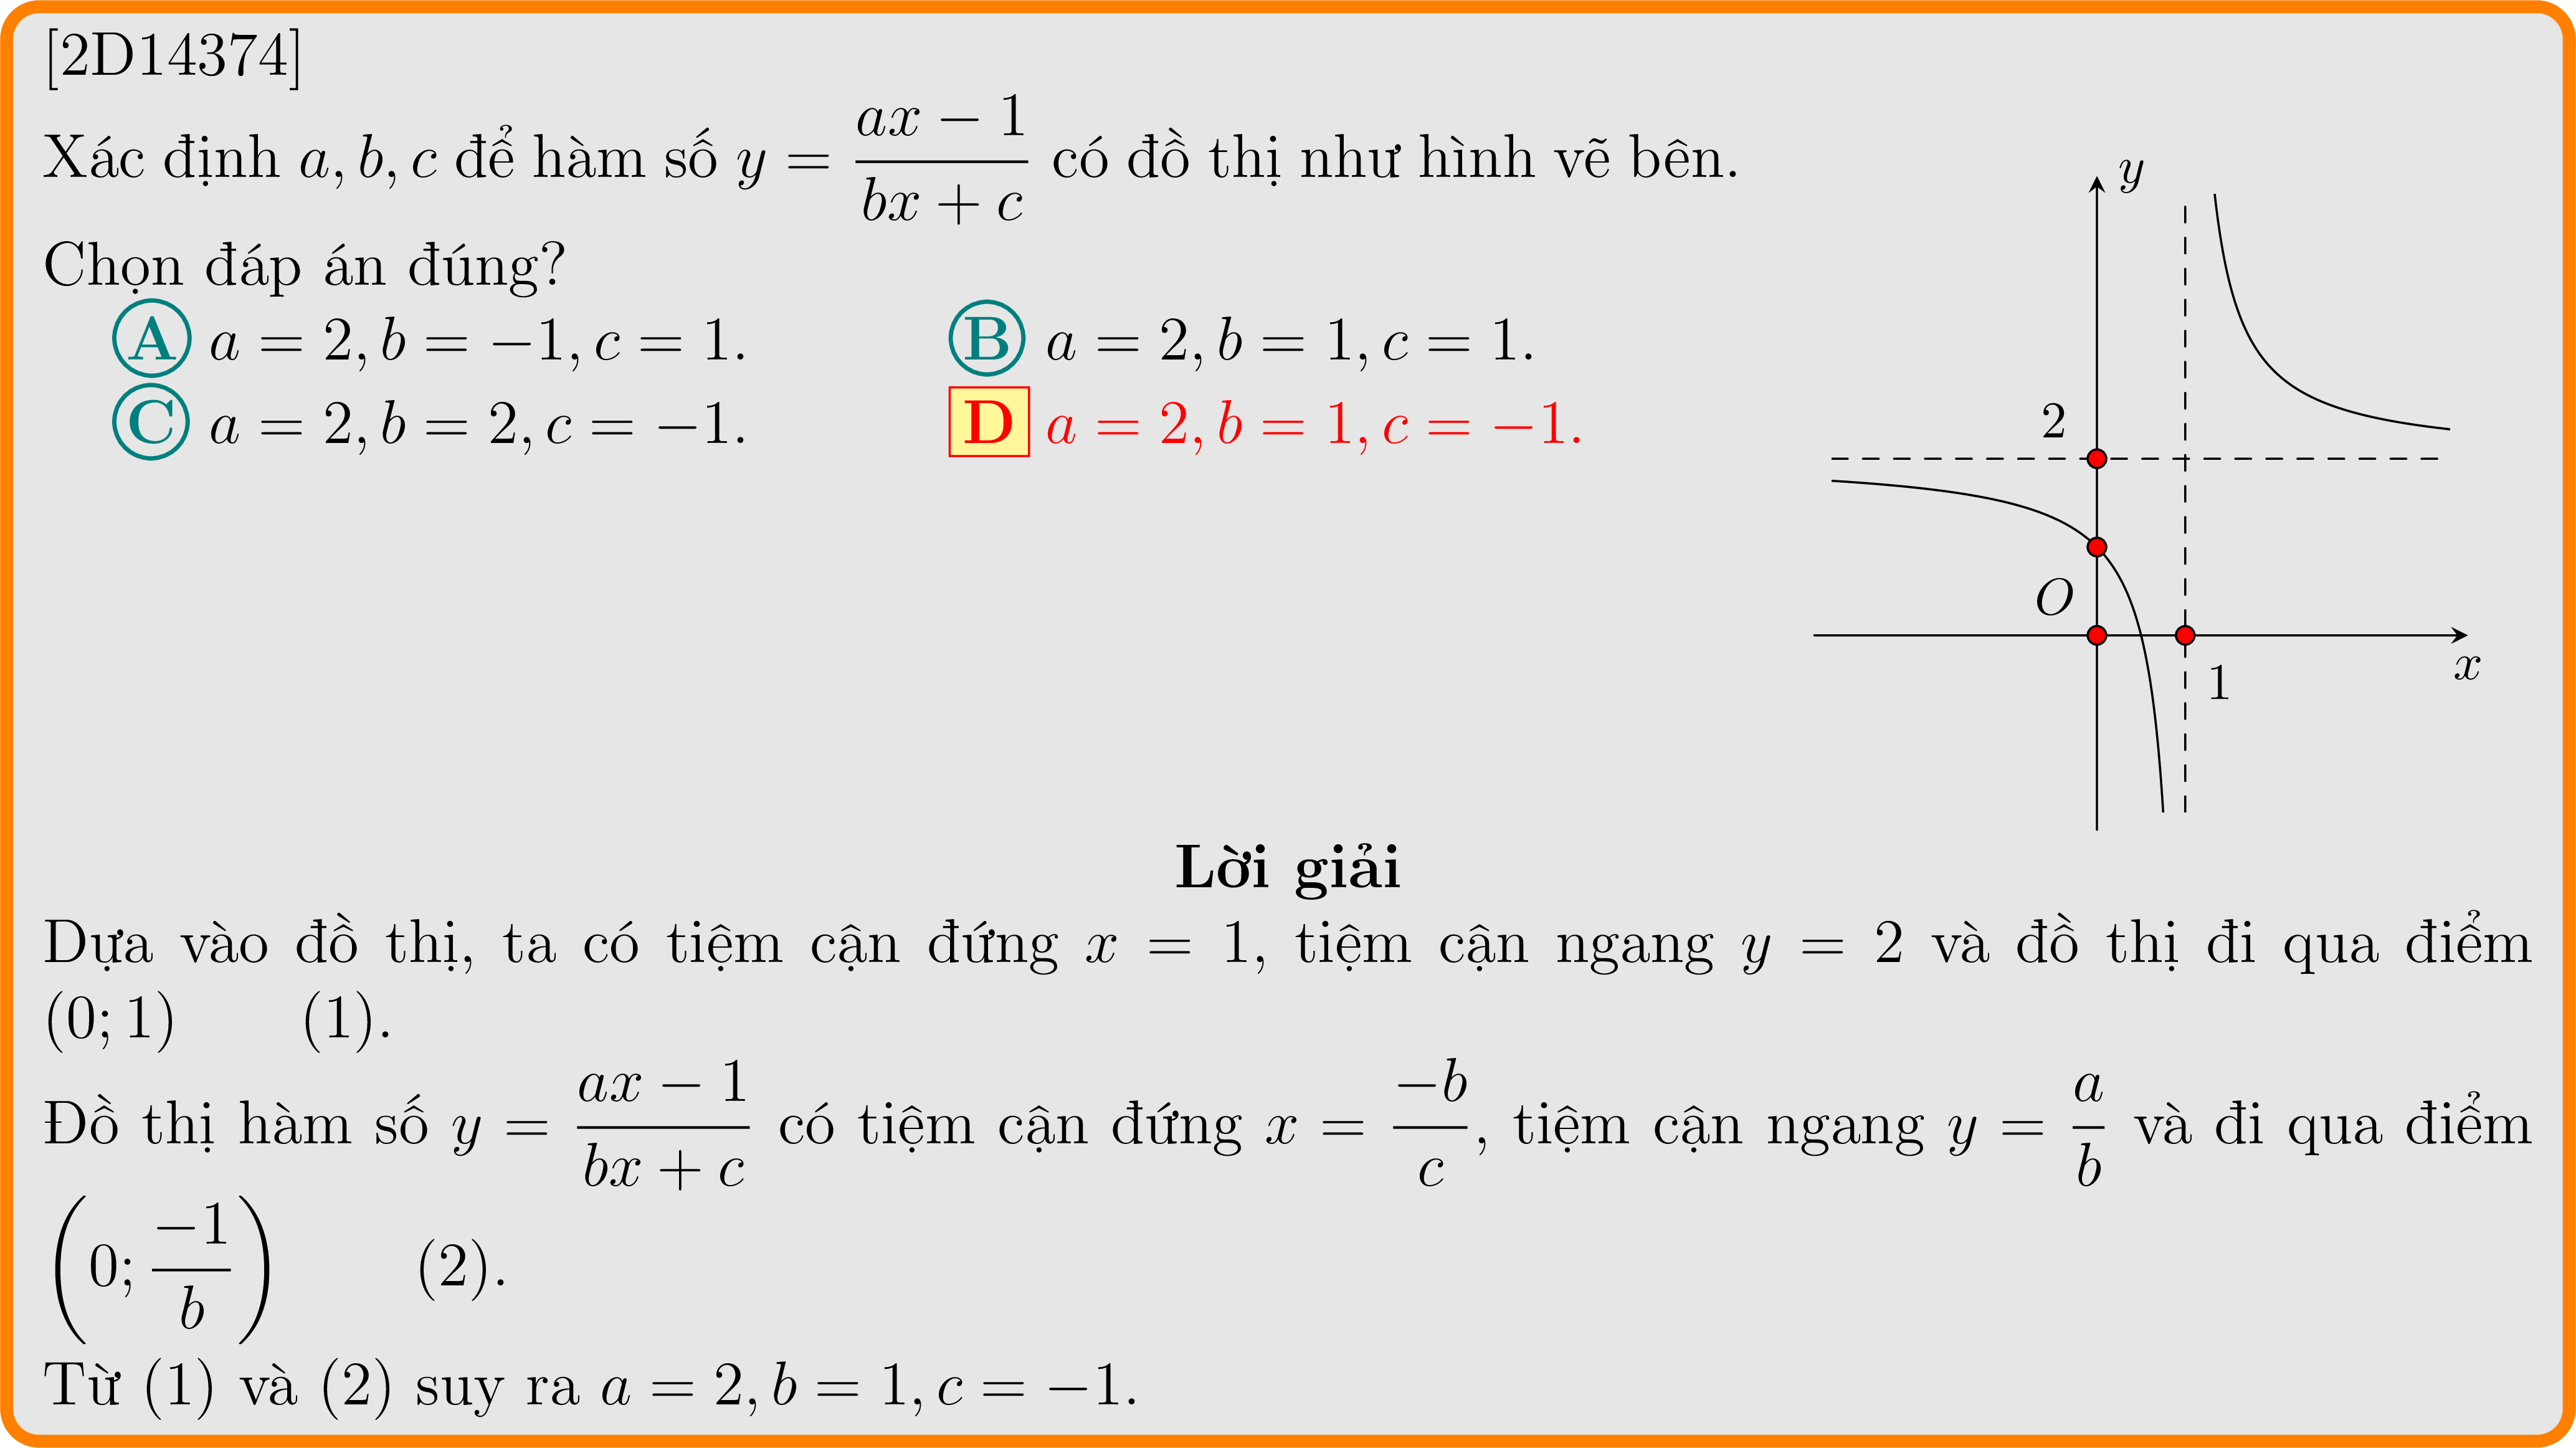 [2D14374]
Xác định a, b, c để hàm số y = \frac{ax − 1}{bx + c} có đồ thị như hình vẽ bên.
Chọn đáp án đúng?
A a = 2, b = −1, c = 1. B a = 2, b = 1, c = 1.
C a = 2, b = 2, c = −1. D a = 2, b = 1, c = −1.
y
2
O
x
1
Lời giải
Dựa vào đồ thị, ta có tiệm cận đứng x = 1, tiệm cận ngang y = 2 và đồ thị đi qua điểm
(0; 1) (1).
Đồ thị hàm số y = \frac{ax − 1}{bx + c} có tiệm cận đứng x = \frac{−b}{c}, tiệm cận ngang y = \frac{a}{b} và đi qua điểm
(0; \frac{−1}{b}) (2).
Từ (1) và (2) suy ra a = 2, b = 1, c = −1.